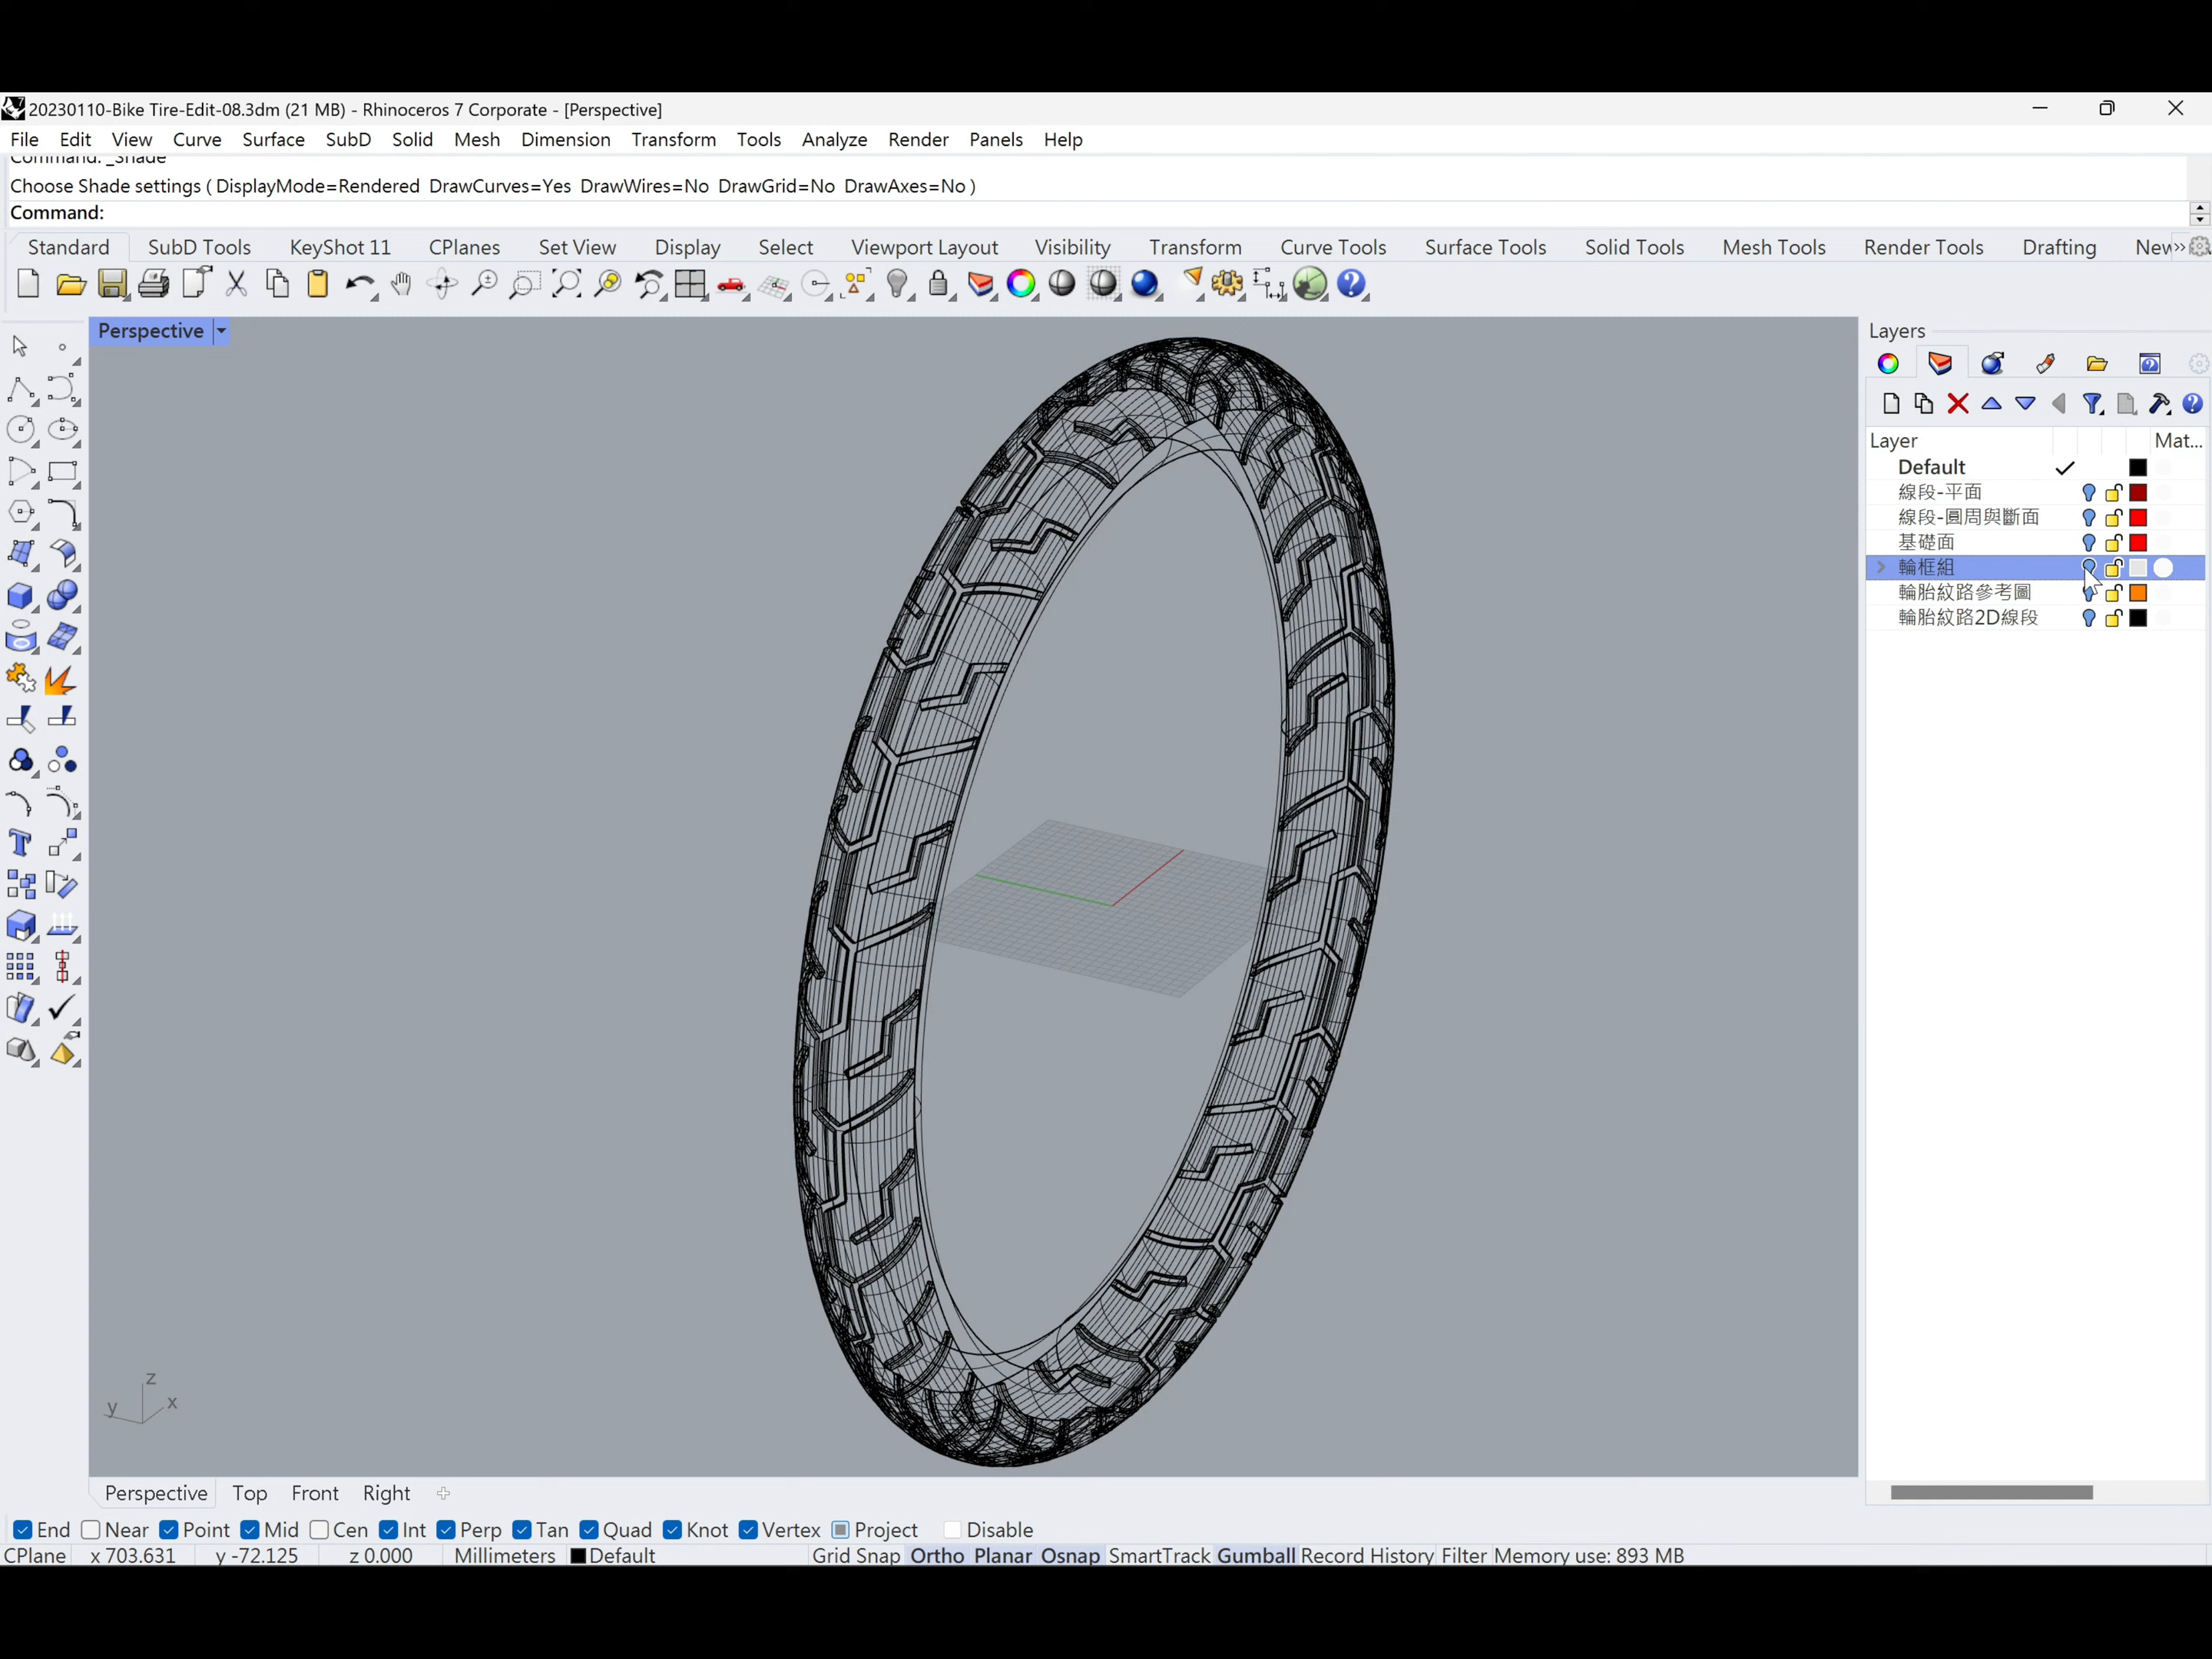 20230110-Bike Tire-Edit-08.3dm (21 MB) - Rhinoceros 7 Corporate - [Perspective]
File Edit View Curve Surface SubD Solid Mesh Dimension Transform Tools Analyze Render Panels Help
Command: _Shade
Choose Shade settings ( DisplayMode=Rendered DrawCurves=Yes DrawWires=No DrawGrid=No DrawAxes=No )
Command:
Standard SubD Tools KeyShot 11 CPlanes Set View Display Select Viewport Layout Visibility Transform Curve Tools Surface Tools Solid Tools Mesh Tools Render Tools Drafting New
Perspective
Layers
Layer Mat...
Default
線段-平面
線段-圓周與斷面
基礎面
輪框組
輪胎紋路參考圖
輪胎紋路2D線段
z
y x
Perspective Top Front Right
End Near Point Mid Cen Int Perp Tan Quad Knot Vertex Project Disable
CPlane x 703.631 y -72.125 z 0.000 Millimeters Default Grid Snap Ortho Planar Osnap SmartTrack Gumball Record History Filter Memory use: 893 MB